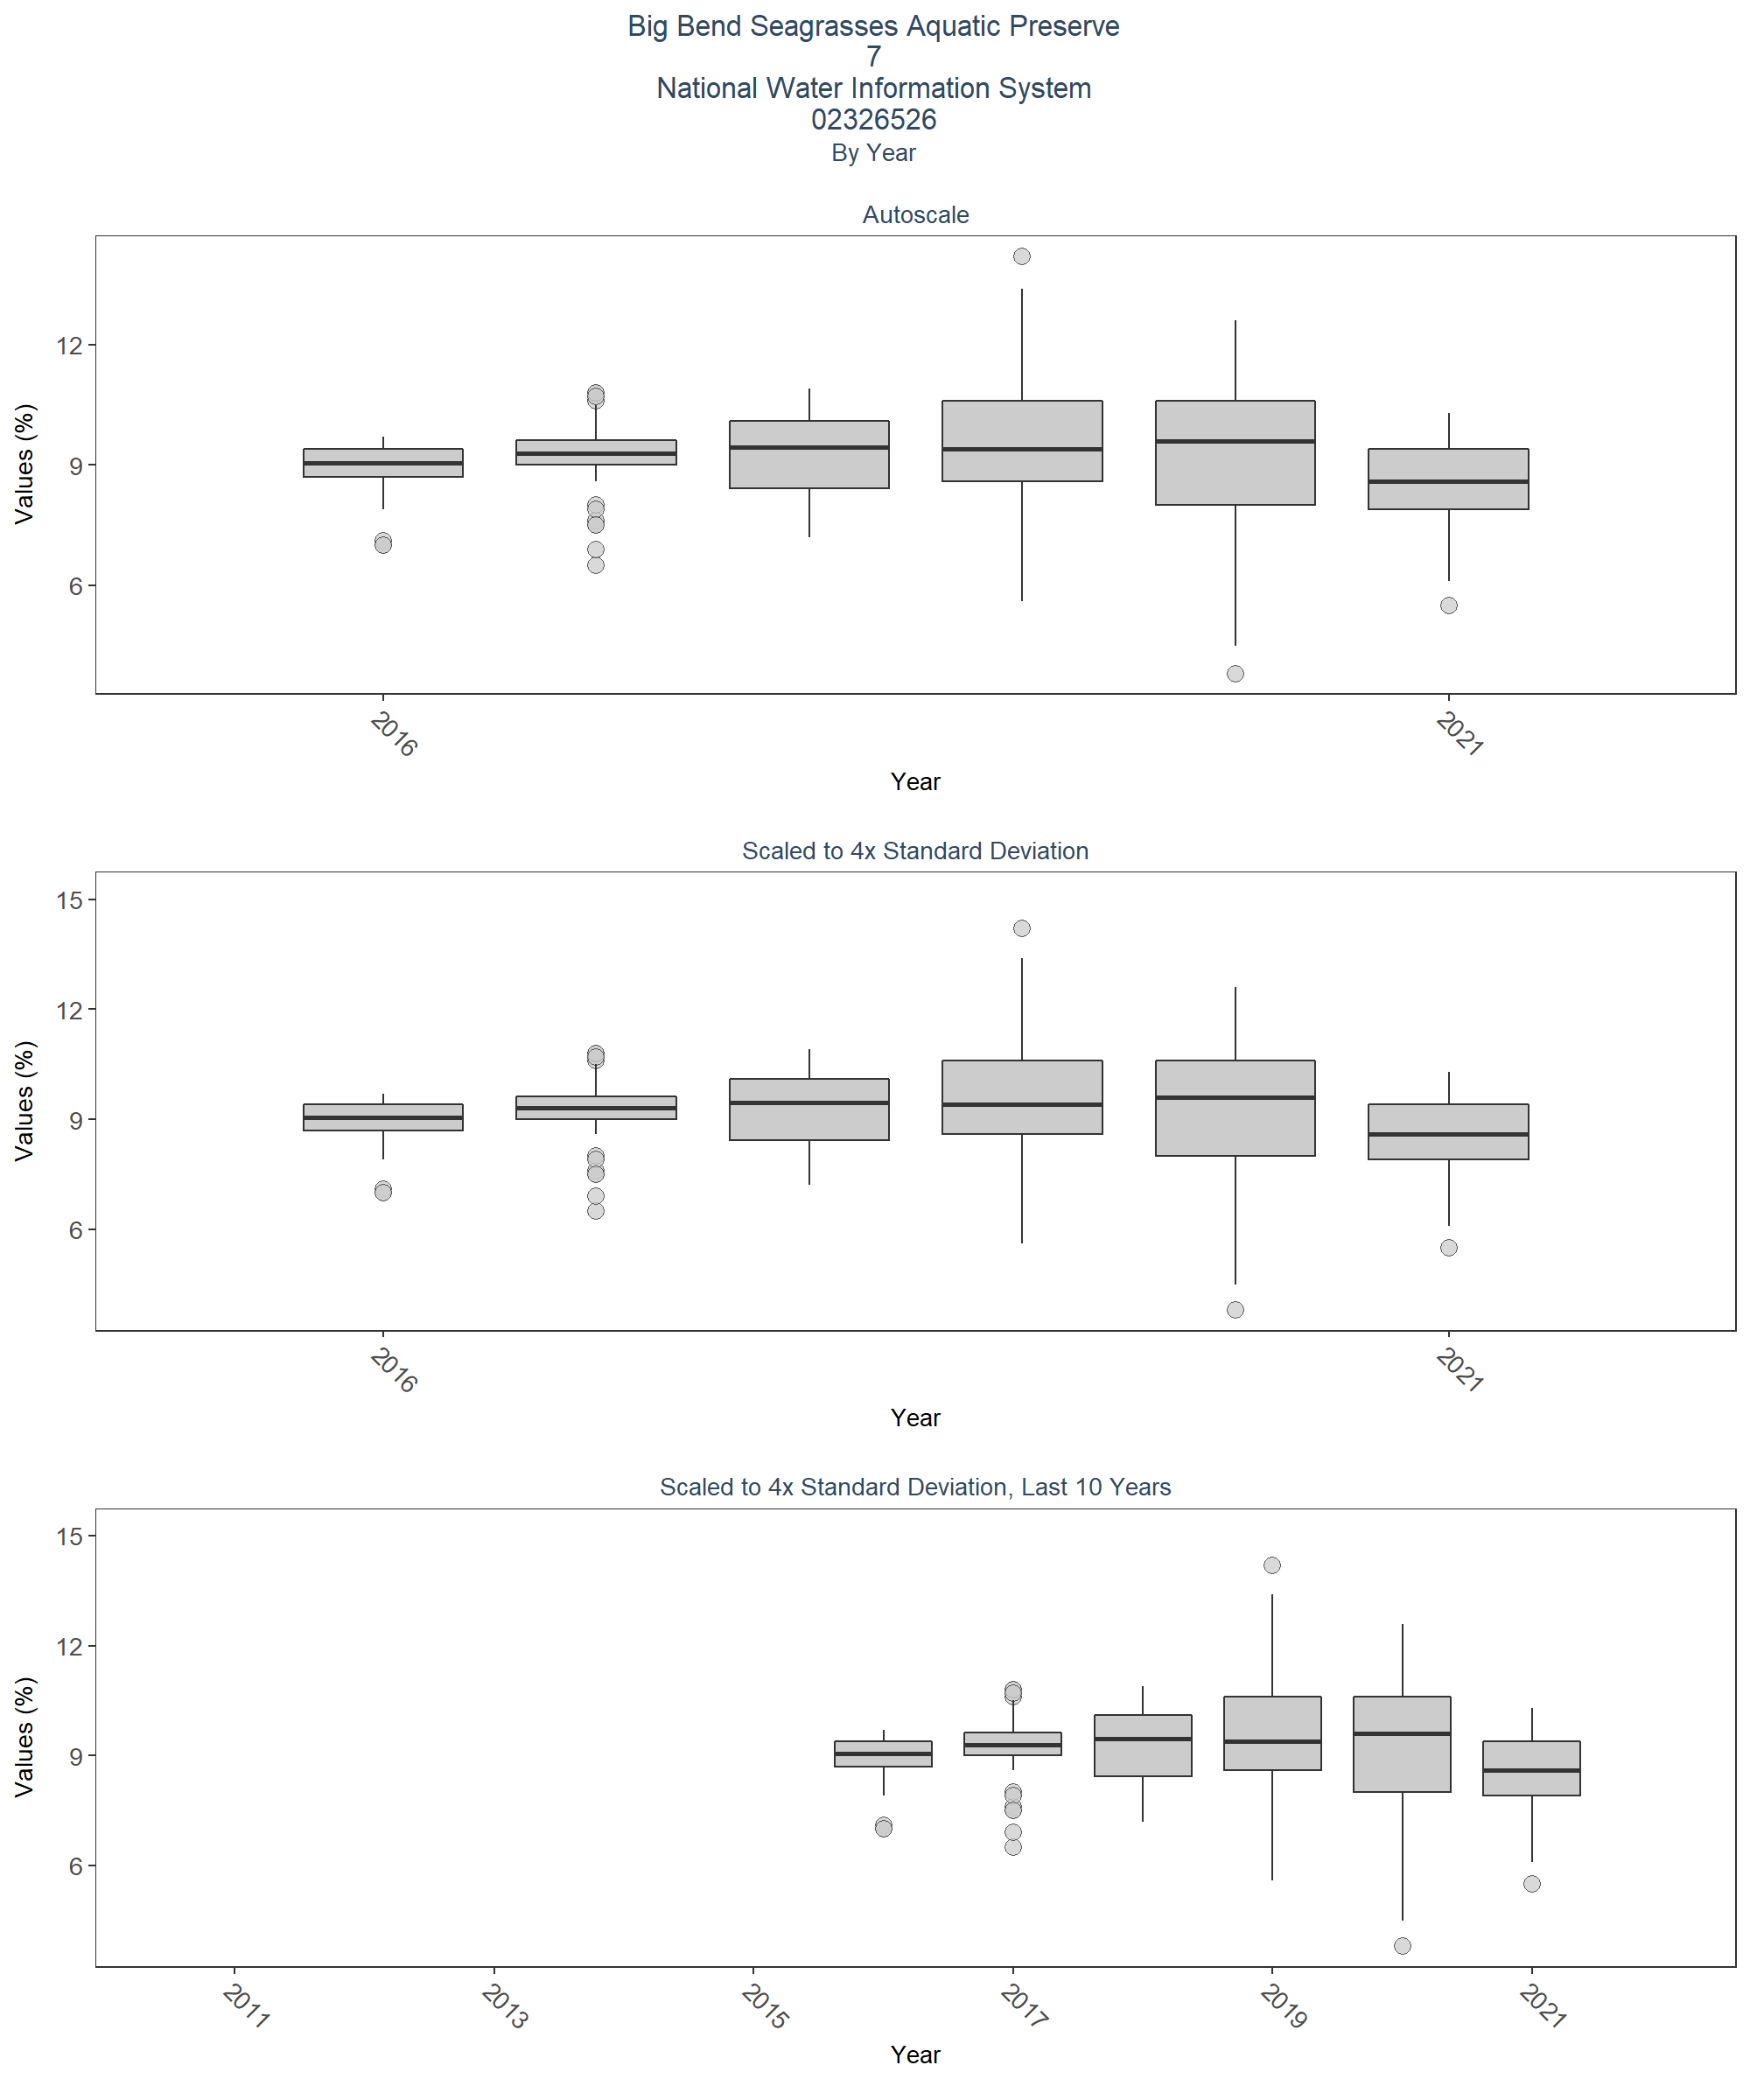 Big Bend Seagrasses Aquatic Preserve
7
National Water Information System
02326526
By Year
Autoscale
Values (%)
12
9
6
2016
2021
Year
Scaled to 4x Standard Deviation
Values (%)
15
12
9
6
2016
2021
Year
Scaled to 4x Standard Deviation, Last 10 Years
Values (%)
15
12
9
6
2011
2013
2015
2017
2019
2021
Year